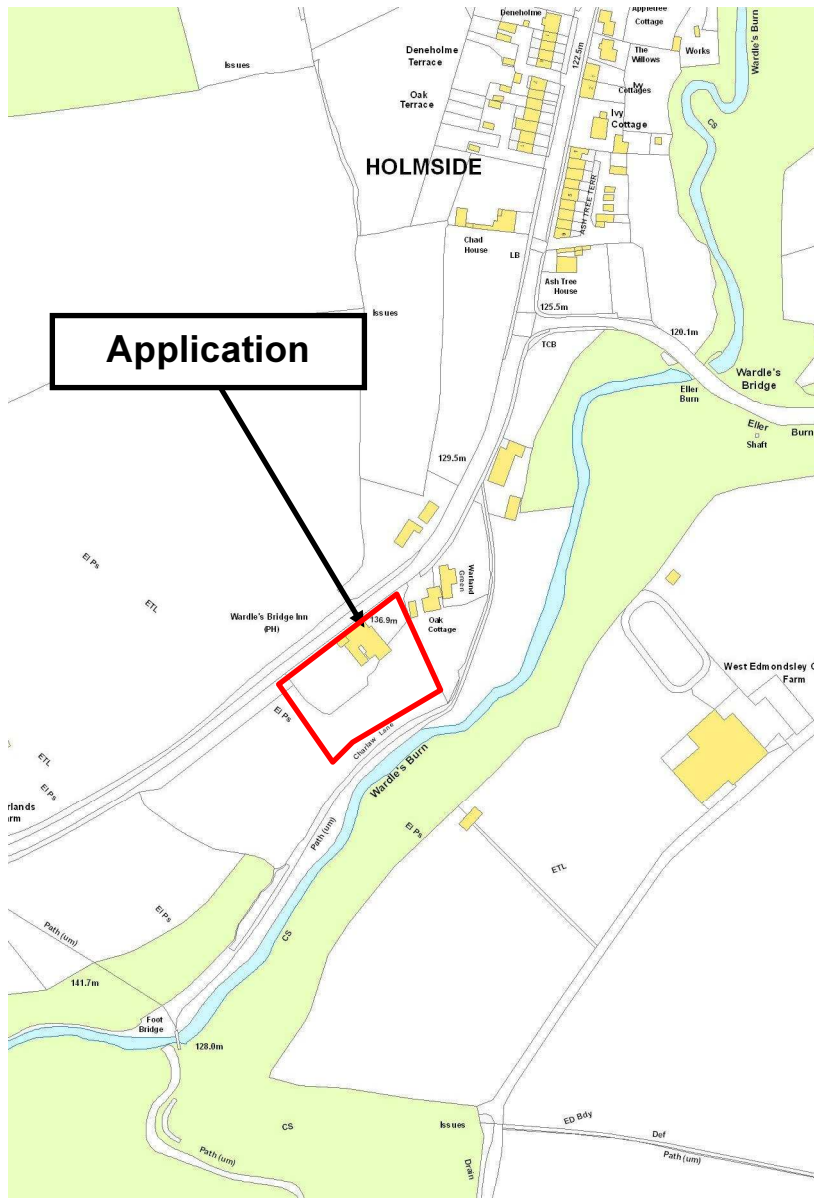 Deneholme
Appletree
Cottage
Issues
Deneholme
Terrace
122.5m
The
Willows
Works
Wardle's Burn
Oak
Terrace
Ivy
Cottages
Ivy
Cottage
CS
HOLMSIDE
ASH TREE TERR
Chad
House
LB
Ash Tree
House
125.5m
Issues
120.1m
TCB
Application
Wardle's
Bridge
Eller
Burn
Eller
Burn
Shaft
129.5m
El Ps
ETL
Warland
Green
Wardle's Bridge Inn
(PH)
136.9m
Oak
Cottage
West Edmondsley
Farm
El Ps
Charlaw Lane
ETL
Wardle's Burn
El Ps
rlands
rm
El Ps
Path (um)
ETL
El Ps
Path (um)
CS
141.7m
Foot
Bridge
128.0m
CS
Issues
ED Bdy
Def
Path (um)
Path (um)
Drain